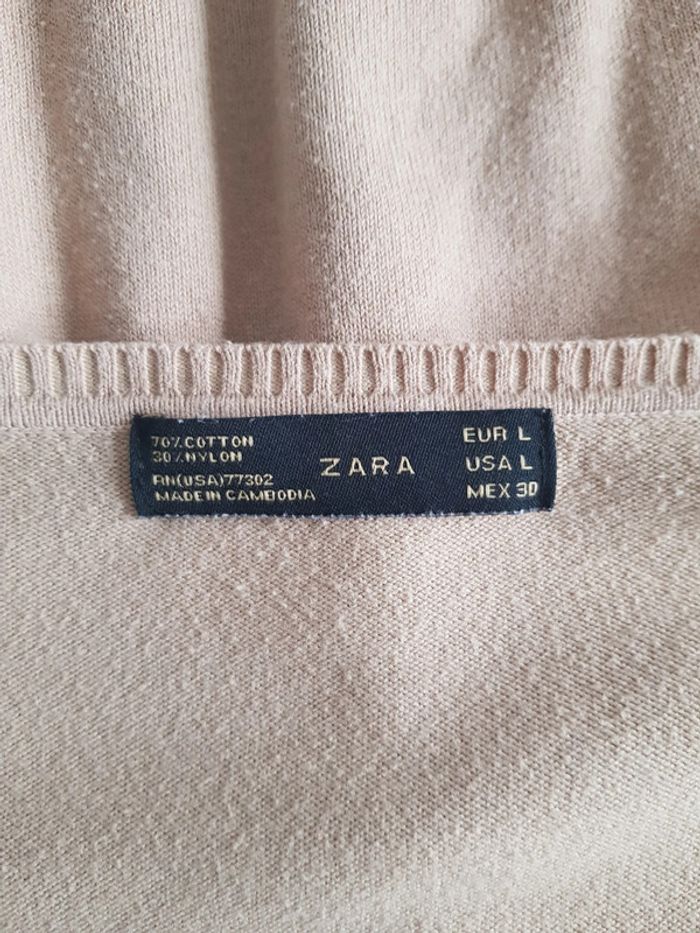 70% COTTON
30% NYLON
RN(USA)77302
MADE IN CAMBODIA
ZARA
EUR L
USA L
MEX 30